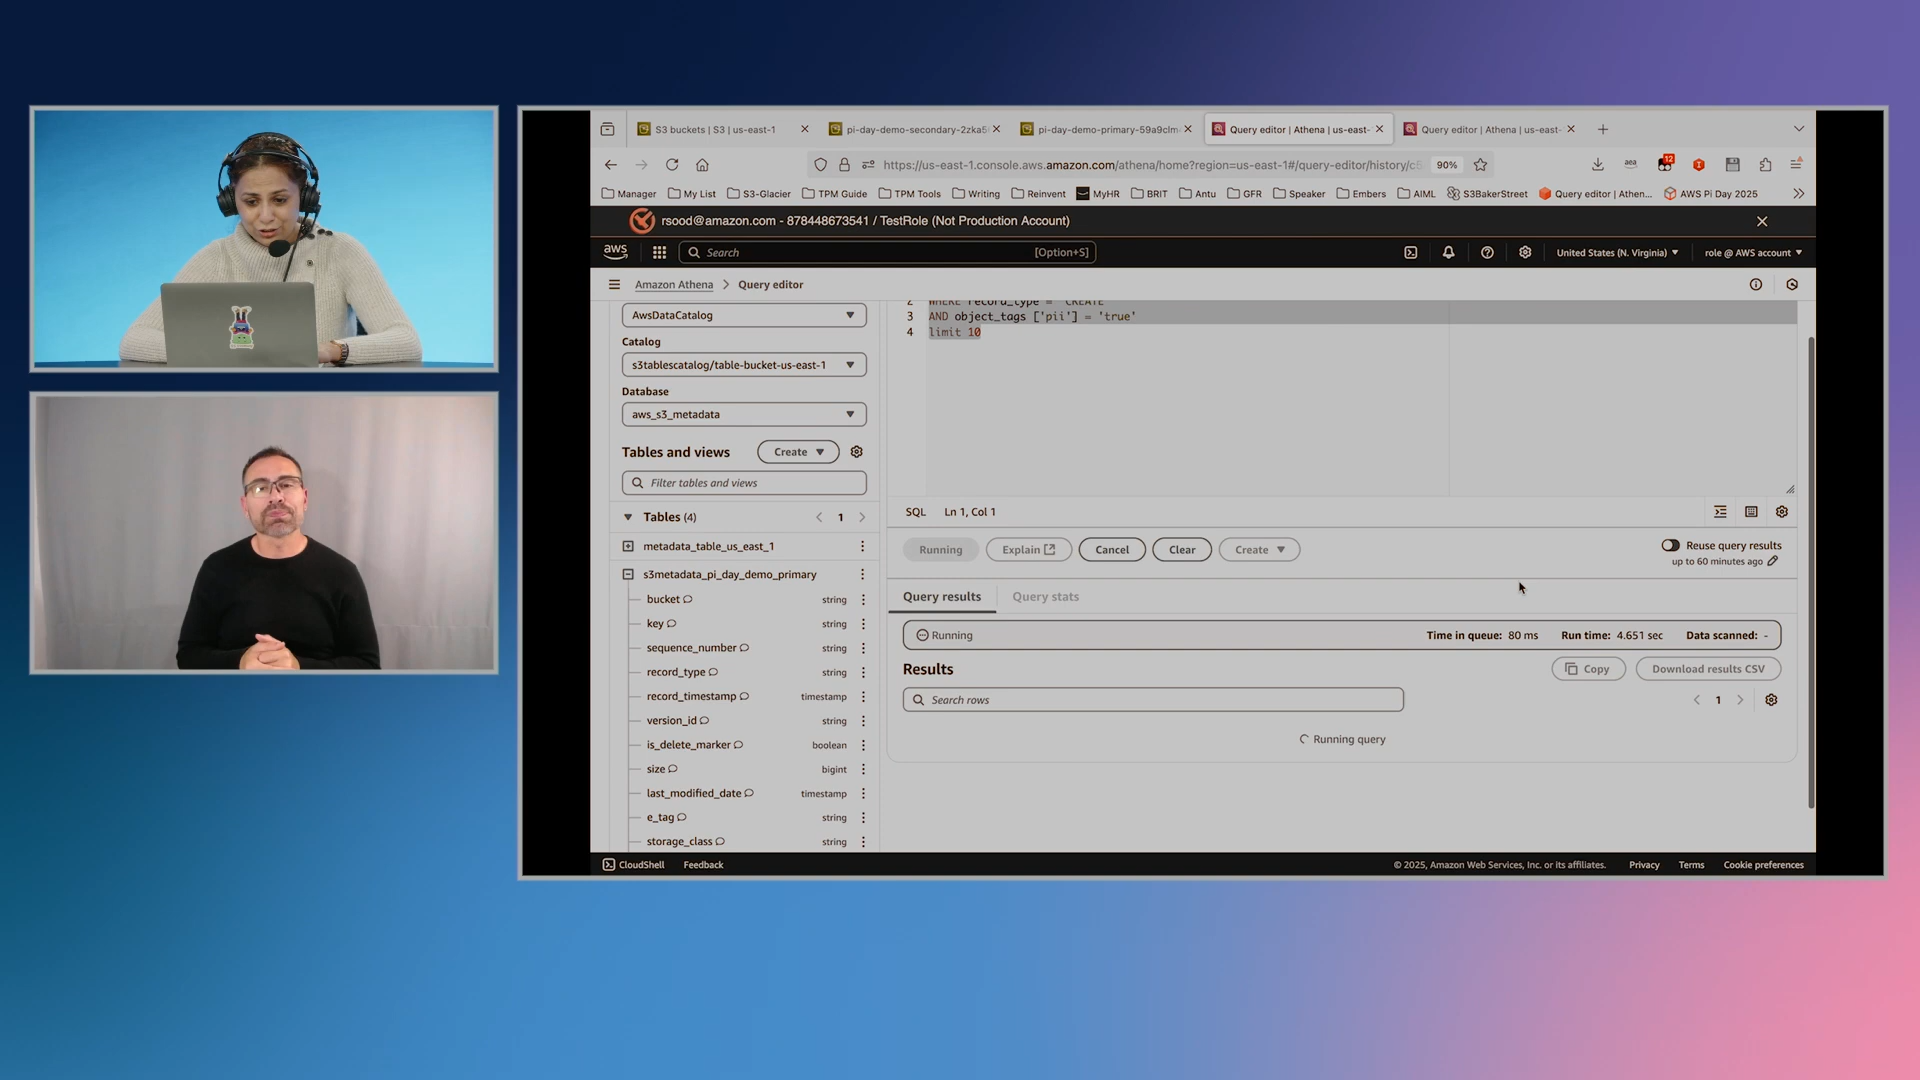 S3 buckets | S3 | us-east-1
pi-day-demo-secondary-2zka5
pi-day-demo-primary-59a9clm
Query editor | Athena | us-east-
Query editor | Athena | us-east-
https://us-east-1.console.aws.amazon.com/athena/home?region=us-east-1#/query-editor/history/c5
90%
aea
12
Manager
My List
S3-Glacier
TPM Guide
TPM Tools
Writing
Reinvent
MyHR
BRIT
Antu
GFR
Speaker
Embers
AIML
S3BakerStreet
Query editor | Athen...
AWS Pi Day 2025
rsood@amazon.com - 878448673541 / TestRole (Not Production Account)
aws
Search
[Option+S]
United States (N. Virginia)
role @ AWS account
Amazon Athena > Query editor
AwsDataCatalog
Catalog
s3tablescatalog/table-bucket-us-east-1
Database
aws_s3_metadata
Tables and views
Create
Filter tables and views
Tables (4)
1
metadata_table_us_east_1
s3metadata_pi_day_demo_primary
bucket string
key string
sequence_number string
record_type string
record_timestamp timestamp
version_id string
is_delete_marker boolean
size bigint
last_modified_date timestamp
e_tag string
storage_class string
2 WHERE record_type = 'CREATE'
3 AND object_tags ['pii'] = 'true'
4 limit 10
SQL Ln 1, Col 1
Running
Explain
Cancel
Clear
Create
Reuse query results
up to 60 minutes ago
Query results
Query stats
Running
Time in queue: 80 ms
Run time: 4.651 sec
Data scanned: -
Results
Copy
Download results CSV
Search rows
1
Running query
CloudShell
Feedback
© 2025, Amazon Web Services, Inc. or its affiliates.
Privacy
Terms
Cookie preferences